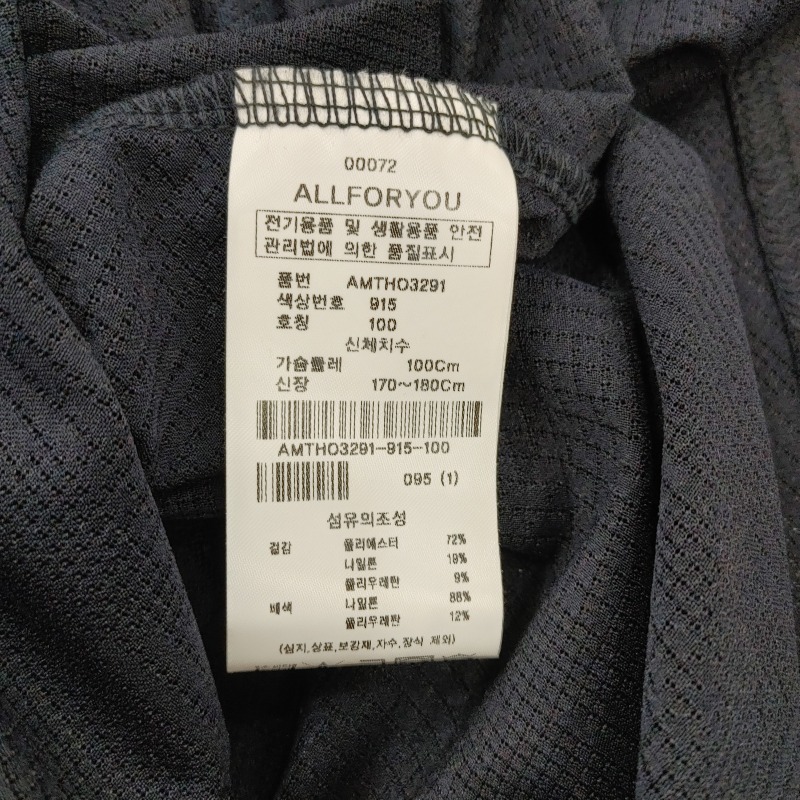 00072
ALLFORYOU
전기용품 및 생활용품 안전
관리법에 의한 품질표시
품번 AMTHO3291
색상번호 915
호칭 100
신체치수
가슴둘레 100Cm
신장 170~180Cm
AMTHO3291-915-100
095 (1)
섬유의조성
겉감 폴리에스터 72%
나일론 19%
폴리우레탄 9%
배색 나일론 88%
폴리우레탄 12%
(심지,상표,보강재,자수,장식 제외)